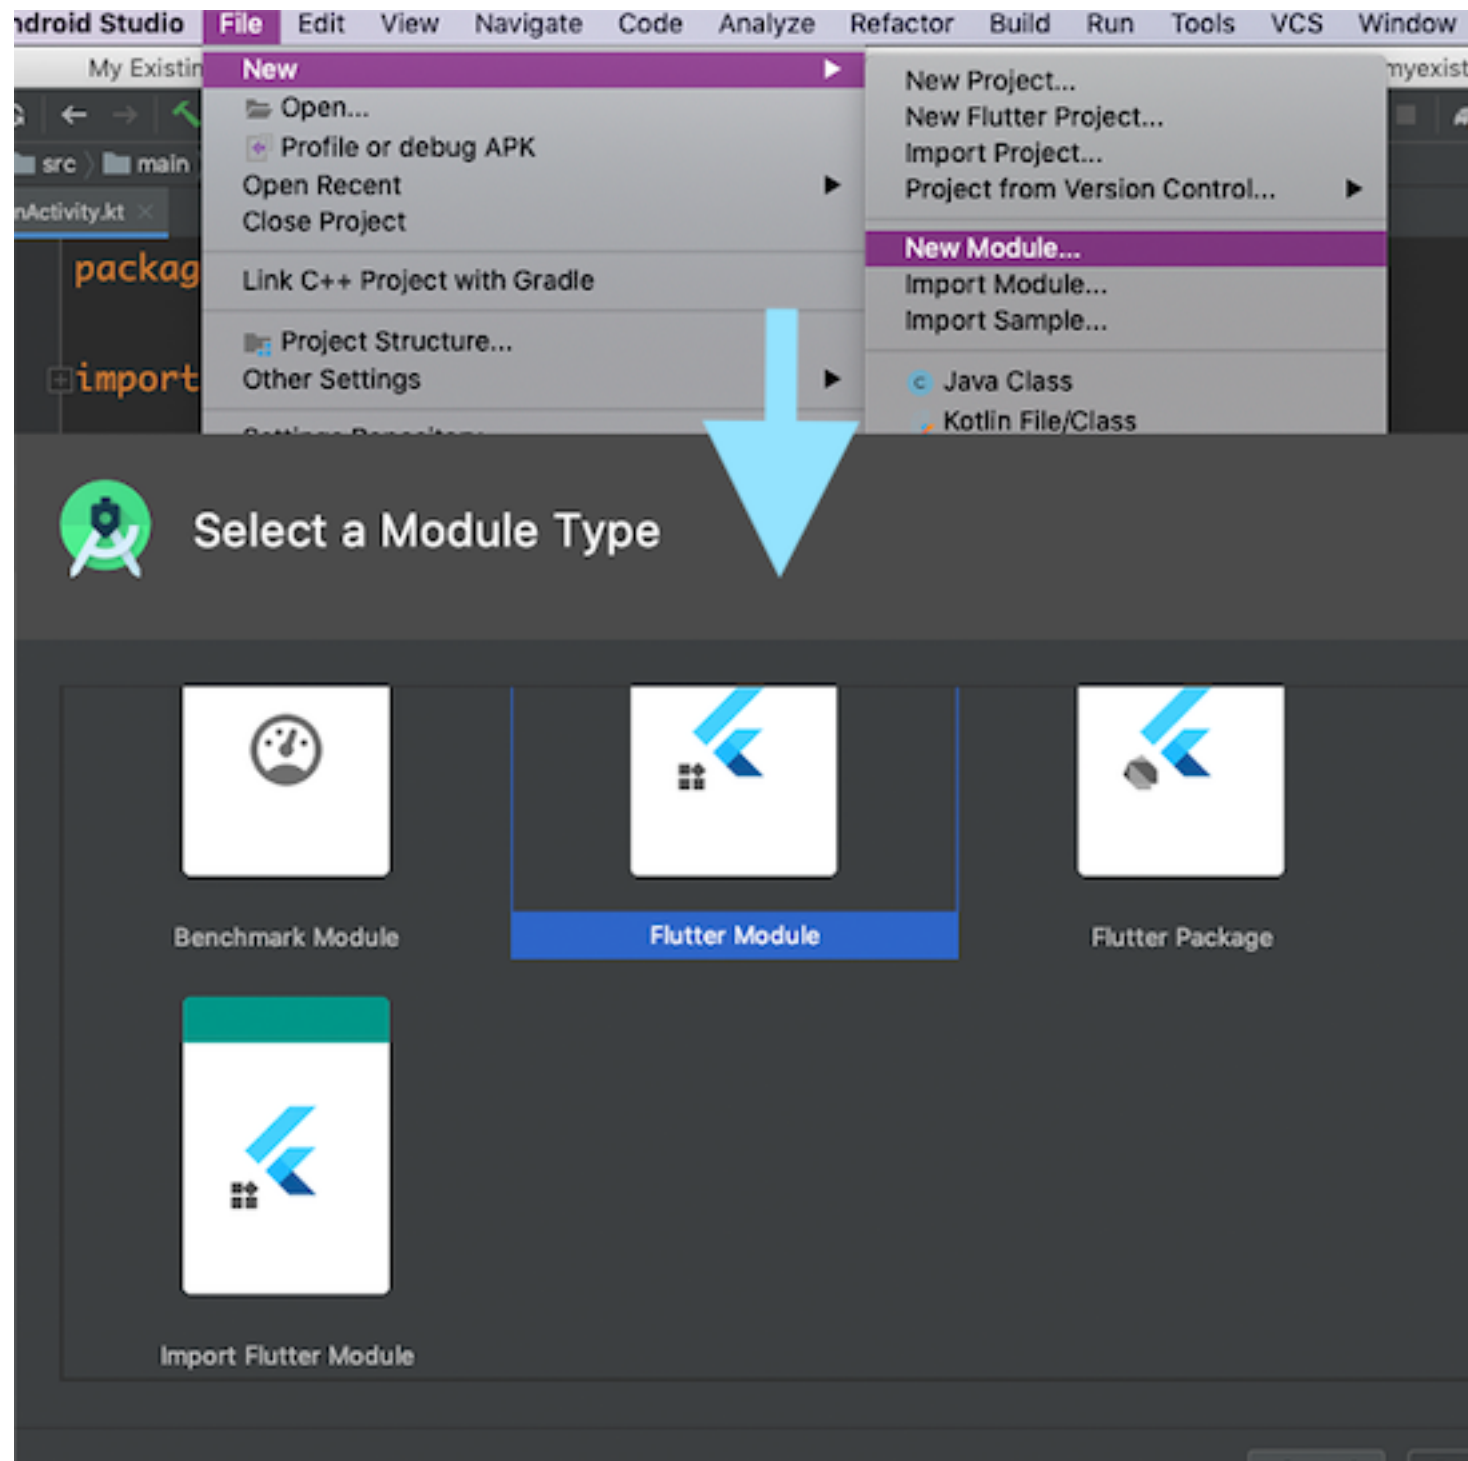 ndroid Studio File Edit View Navigate Code Analyze Refactor Build Run Tools VCS Window
My Existin
myexist
New
Open...
Profile or debug APK
Open Recent
Close Project
Link C++ Project with Gradle
Project Structure...
Other Settings
New Project...
New Flutter Project...
Import Project...
Project from Version Control...
New Module...
Import Module...
Import Sample...
Java Class
Kotlin File/Class
src main
nActivity.kt
packag
import
Select a Module Type
Benchmark Module
Flutter Module
Flutter Package
Import Flutter Module